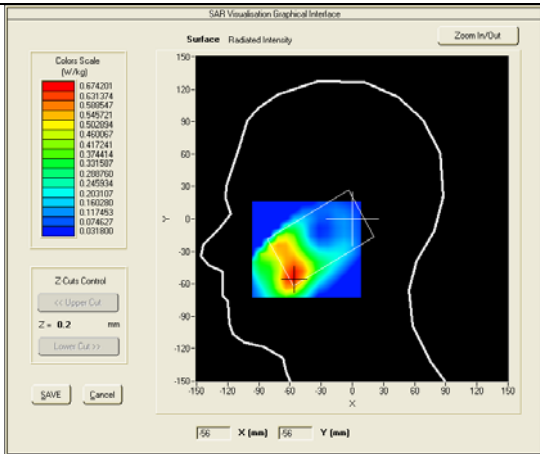 SAR Visualisation Graphical Interface
Surface Radiated Intensity
Zoom In/Out
Colors Scale
(W/kg)
0.674201
0.631374
0.588547
0.545721
0.502894
0.460067
0.417241
0.374414
0.331587
0.288760
0.245934
0.203107
0.160280
0.117453
0.074627
0.031800
Z-Cuts Control
<< Upper Cut
Z = 0.2 mm
Lower Cut >>
SAVE Cancel
150
120
90
60
30
0
-30
-60
-90
-120
-150
Y
-150 -120 -90 -60 -30 0 30 60 90 120 150
X
-56 X (mm) -56 Y (mm)